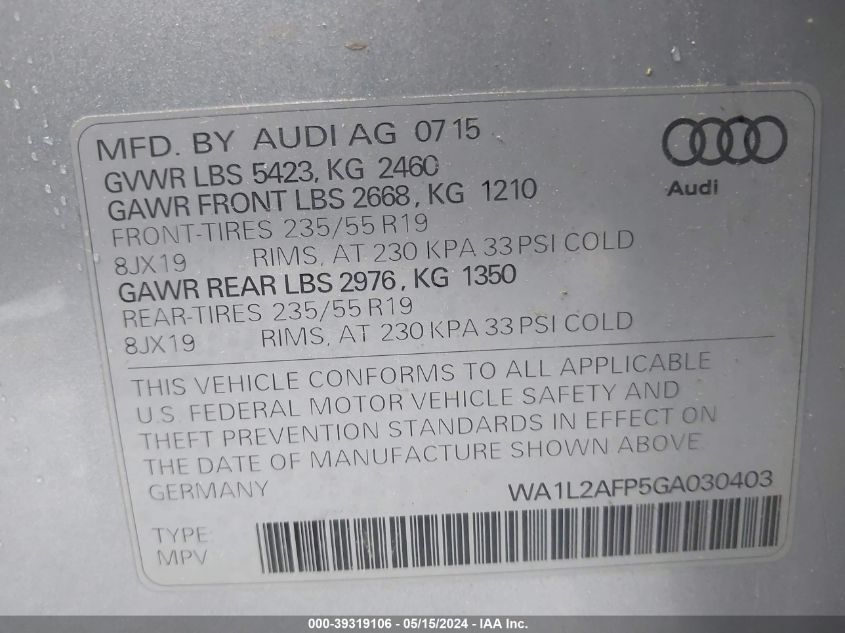 MFD. BY AUDI AG 07 15
GVWR LBS 5423, KG 2460
GAWR FRONT LBS 2668, KG 1210
FRONT-TIRES 235/55 R19
8JX19 RIMS, AT 230 KPA 33 PSI COLD
GAWR REAR LBS 2976, KG 1350
REAR-TIRES 235/55 R19
8JX19 RIMS, AT 230 KPA 33 PSI COLD
Audi
THIS VEHICLE CONFORMS TO ALL APPLICABLE
U.S. FEDERAL MOTOR VEHICLE SAFETY AND
THEFT PREVENTION STANDARDS IN EFFECT ON
THE DATE OF MANUFACTURE SHOWN ABOVE.
GERMANY WA1L2AFP5GA030403
TYPE:
MPV
000-39319106 - 05/15/2024 - IAA Inc.